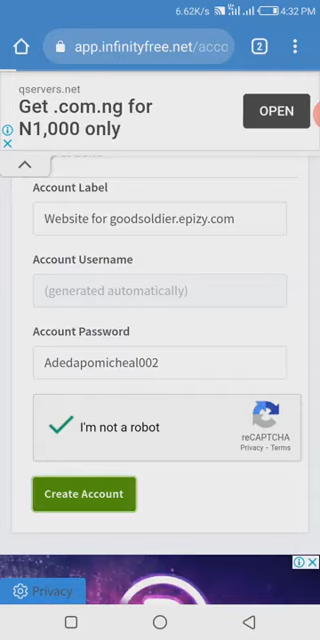 6.62K/s 4:32 PM
app.infinityfree.net/acco
2
qservers.net
Get .com.ng for
N1,000 only
OPEN
Account Label
Website for goodsoldier.epizy.com
Account Username
(generated automatically)
Account Password
Adedapomicheal002
I'm not a robot
reCAPTCHA
Privacy - Terms
Create Account
Privacy